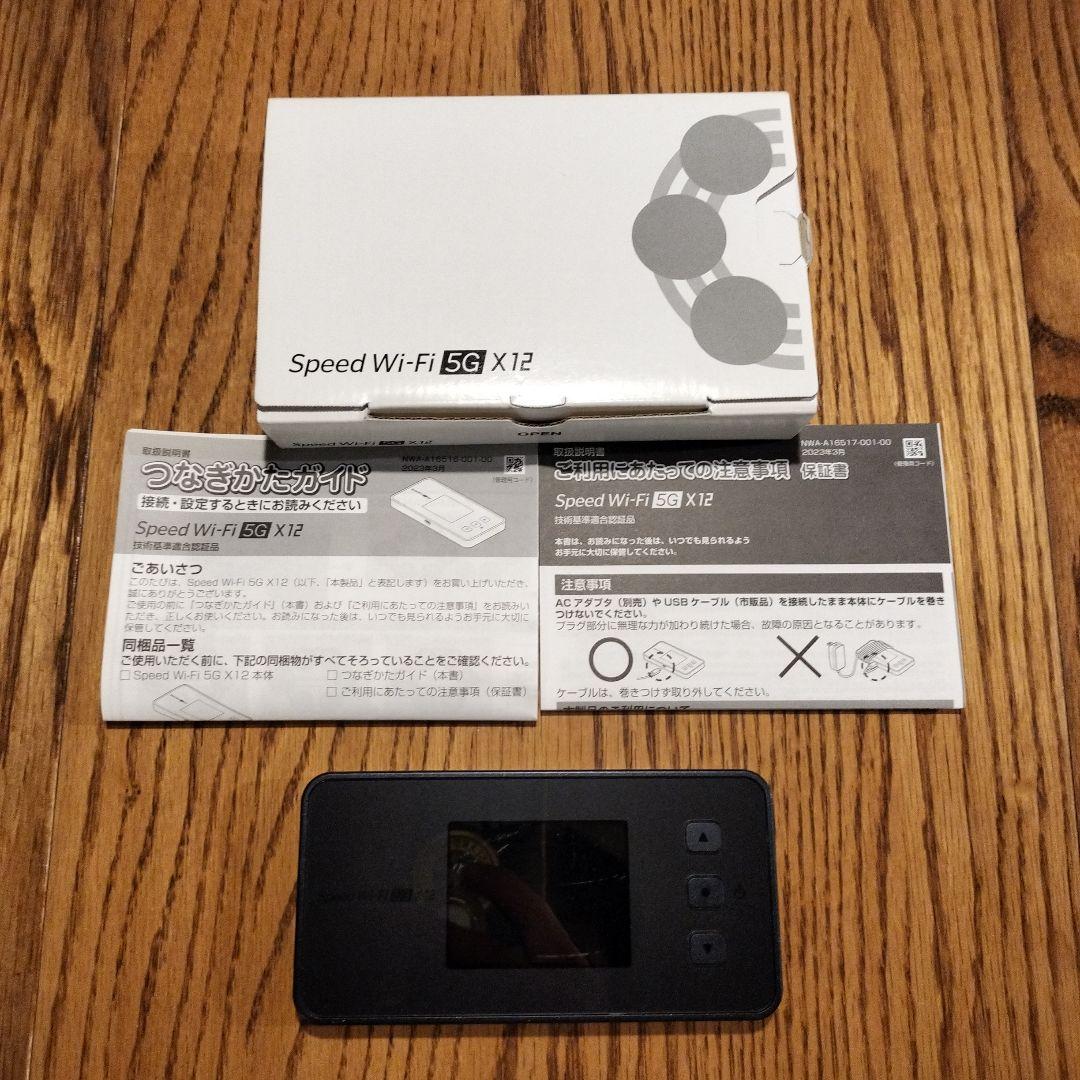 Speed Wi-Fi 5G X12
Speed Wi-Fi 5G X12
OPEN
取扱説明書
NWA-A16516-001-00
2023年3月
つなぎかたガイド
(管理用コード)
接続・設定するときにお読みください
Speed Wi-Fi 5G X12
技術基準適合認証品
ごあいさつ
このたびは、Speed Wi-Fi 5G X12(以下、「本製品」と表記します)をお買い上げいただき、
誠にありがとうございます。
ご使用の前に「つなぎかたガイド」(本書)および「ご利用にあたっての注意事項」をお読みい
ただき、正しくお使いください。お読みになった後は、いつでも見られるようお手元に大切に
保管してください。
同梱品一覧
ご使用いただく前に、下記の同梱物がすべてそろっていることをご確認ください。
□ Speed Wi-Fi 5G X12 本体
□ つなぎかたガイド(本書)
□ ご利用にあたっての注意事項(保証書)
取扱説明書
NWA-A16517-001-00
2023年3月
ご利用にあたっての注意事項 保証書
(管理用コード)
Speed Wi-Fi 5G X12
技術基準適合認証品
本書は、お読みになった後は、いつでも見られるよう
お手元に大切に保管してください。
注意事項
ACアダプタ(別売)やUSBケーブル(市販品)を接続したまま本体にケーブルを巻き
つけないでください。
プラグ部分に無理な力が加わり続けた場合、故障の原因となることがあります。
ケーブルは、巻きつけず取り外してください。
本製品のご利用について
Speed Wi-Fi 5G X12